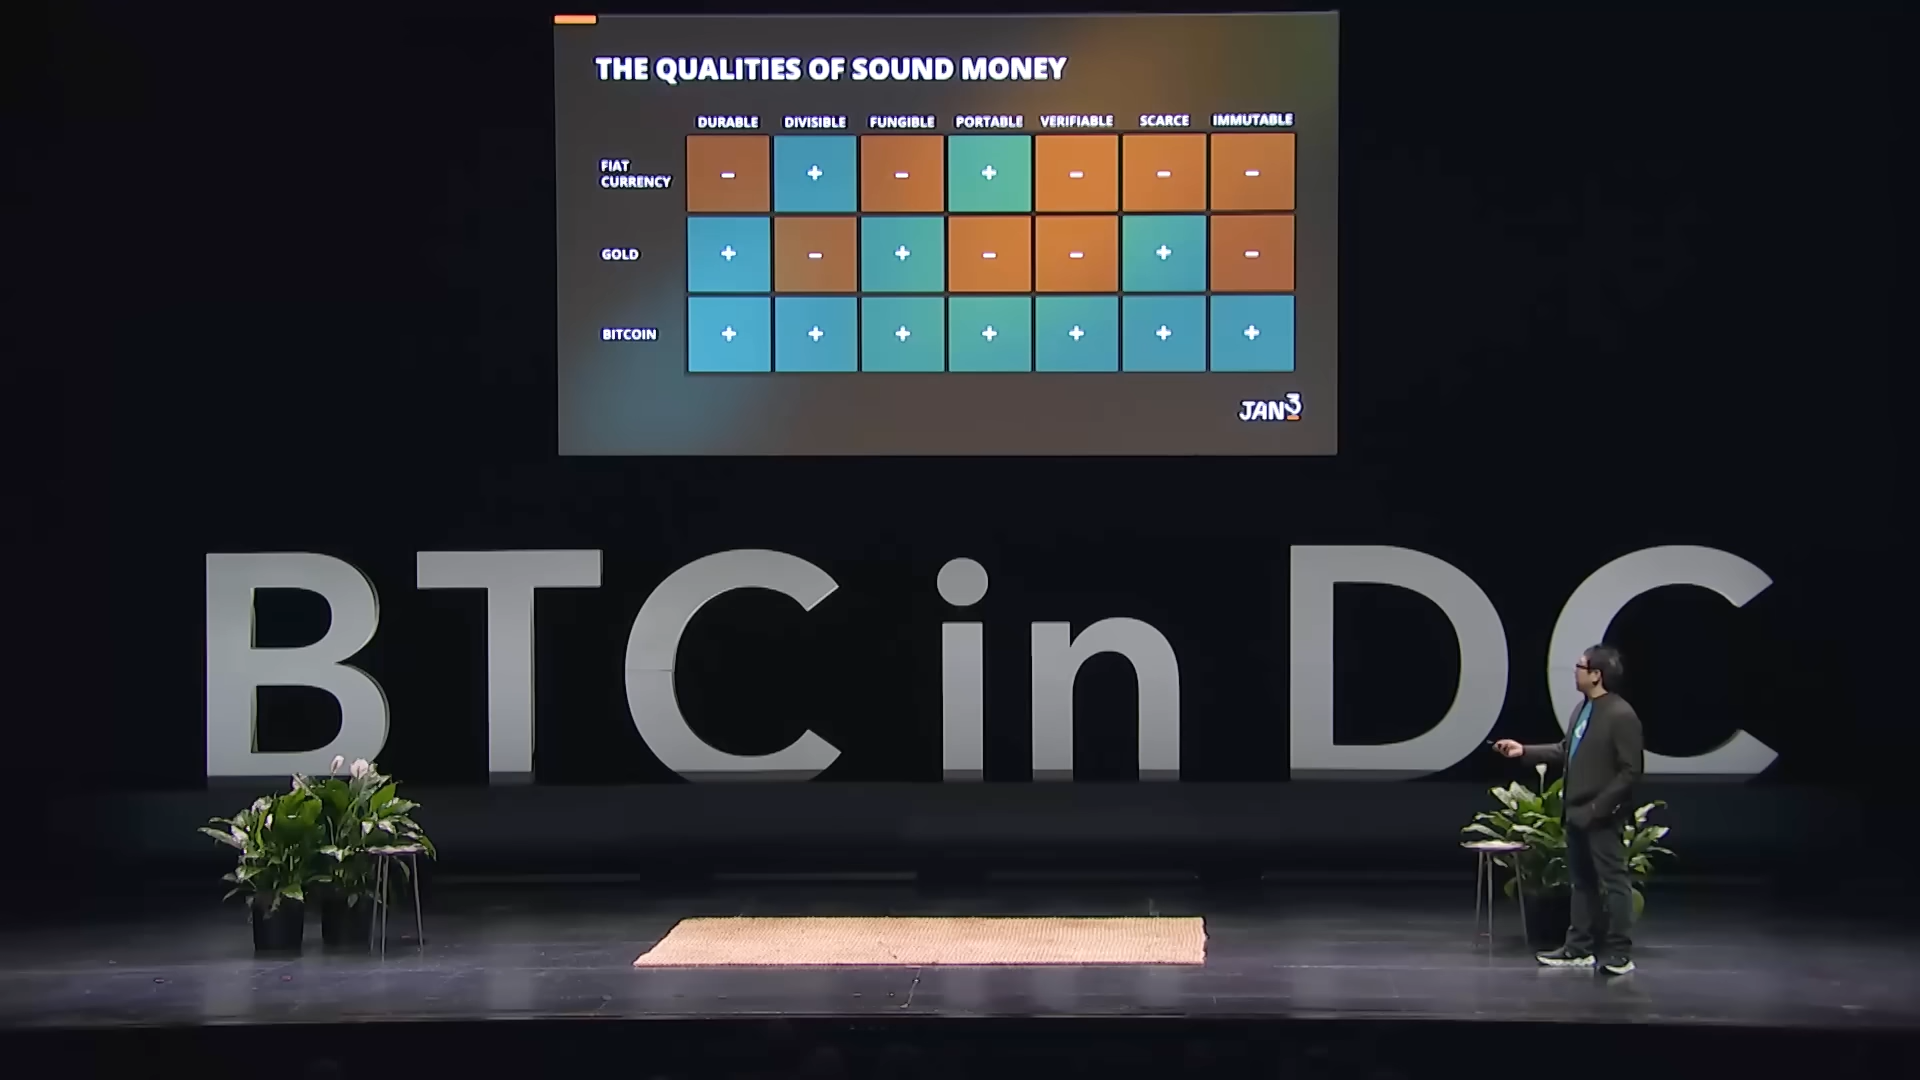 THE QUALITIES OF SOUND MONEY
DURABLE DIVISIBLE FUNGIBLE PORTABLE VERIFIABLE SCARCE IMMUTABLE
FIAT
CURRENCY
- + - + - - -
GOLD + - + - - + -
BITCOIN + + + + + + +
JAN3
BTC in DC